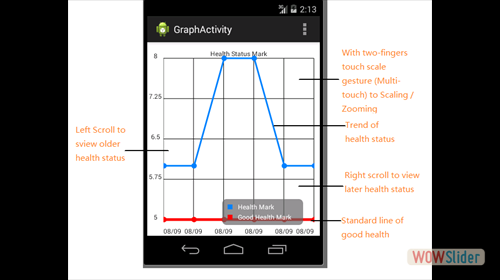 2:13
GraphActivity
Health Status Mark
8
7.25
6.5
5.75
5
Health Mark
Good Health Mark
08/09 08/09 08/09 08/09 08/09 08/09
Left Scroll to
sview older
health status
With two-fingers
touch scale
gesture (Multi-
touch) to Scaling /
Zooming
Trend of
health status
Right scroll to view
later health status
Standard line of
good health
WOWSlider